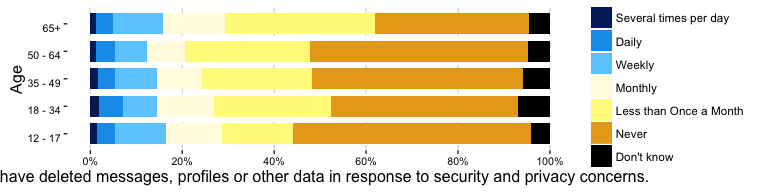 Age
65+
50 - 64
35 - 49
18 - 34
12 - 17
0% 20% 40% 60% 80% 100%
Several times per day
Daily
Weekly
Monthly
Less than Once a Month
Never
Don't know
have deleted messages, profiles or other data in response to security and privacy concerns.